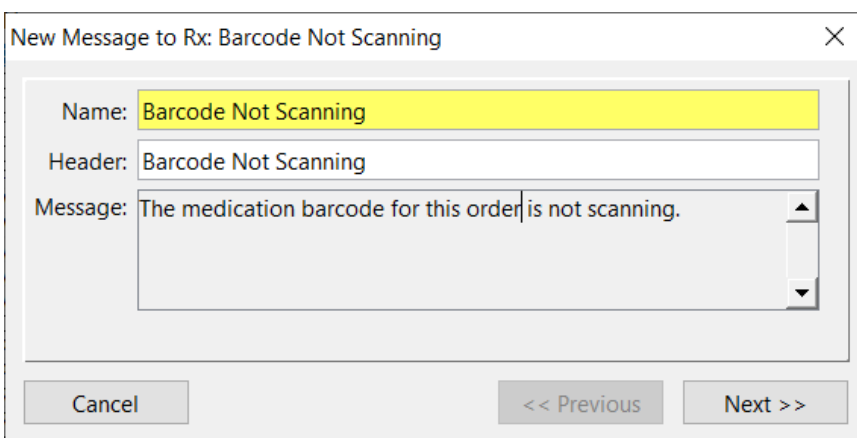 New Message to Rx: Barcode Not Scanning
Name: Barcode Not Scanning
Header: Barcode Not Scanning
Message: The medication barcode for this order is not scanning.
Cancel << Previous Next >>